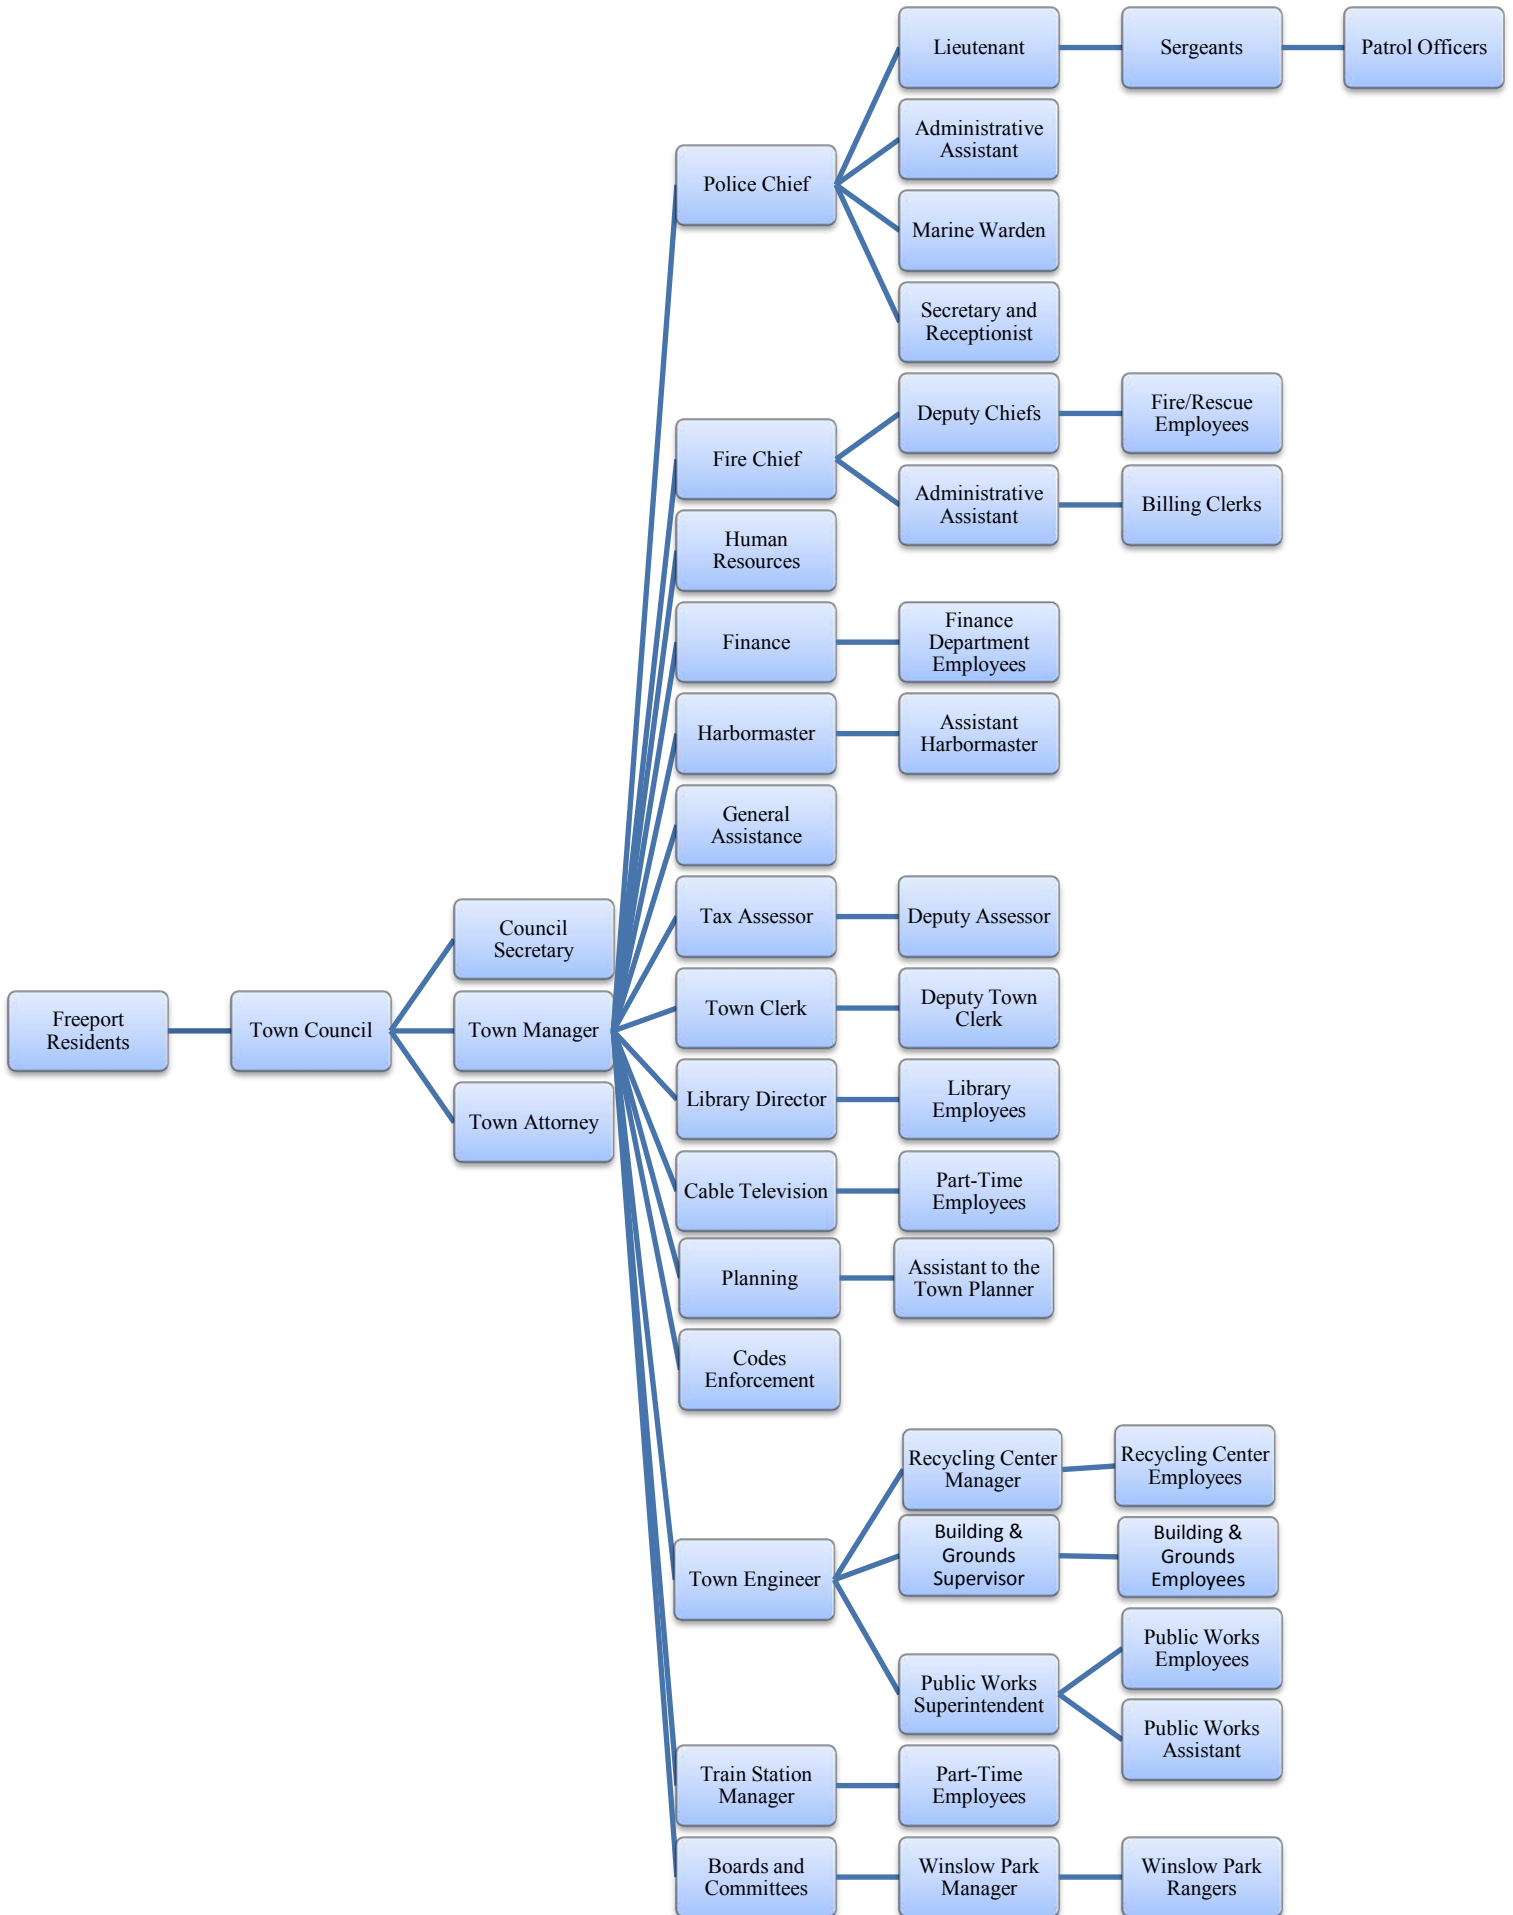 Lieutenant
Sergeants
Patrol Officers
Administrative
Assistant
Police Chief
Marine Warden
Secretary and
Receptionist
Deputy Chiefs
Fire/Rescue
Employees
Fire Chief
Administrative
Assistant
Billing Clerks
Human
Resources
Finance
Finance
Department
Employees
Harbormaster
Assistant
Harbormaster
General
Assistance
Tax Assessor
Deputy Assessor
Council
Secretary
Town Clerk
Deputy Town
Clerk
Freeport
Residents
Town Council
Town Manager
Library Director
Library
Employees
Town Attorney
Cable Television
Part-Time
Employees
Planning
Assistant to the
Town Planner
Codes
Enforcement
Recycling Center
Manager
Recycling Center
Employees
Building &
Grounds
Supervisor
Building &
Grounds
Employees
Town Engineer
Public Works
Employees
Public Works
Superintendent
Public Works
Assistant
Train Station
Manager
Part-Time
Employees
Boards and
Committees
Winslow Park
Manager
Winslow Park
Rangers